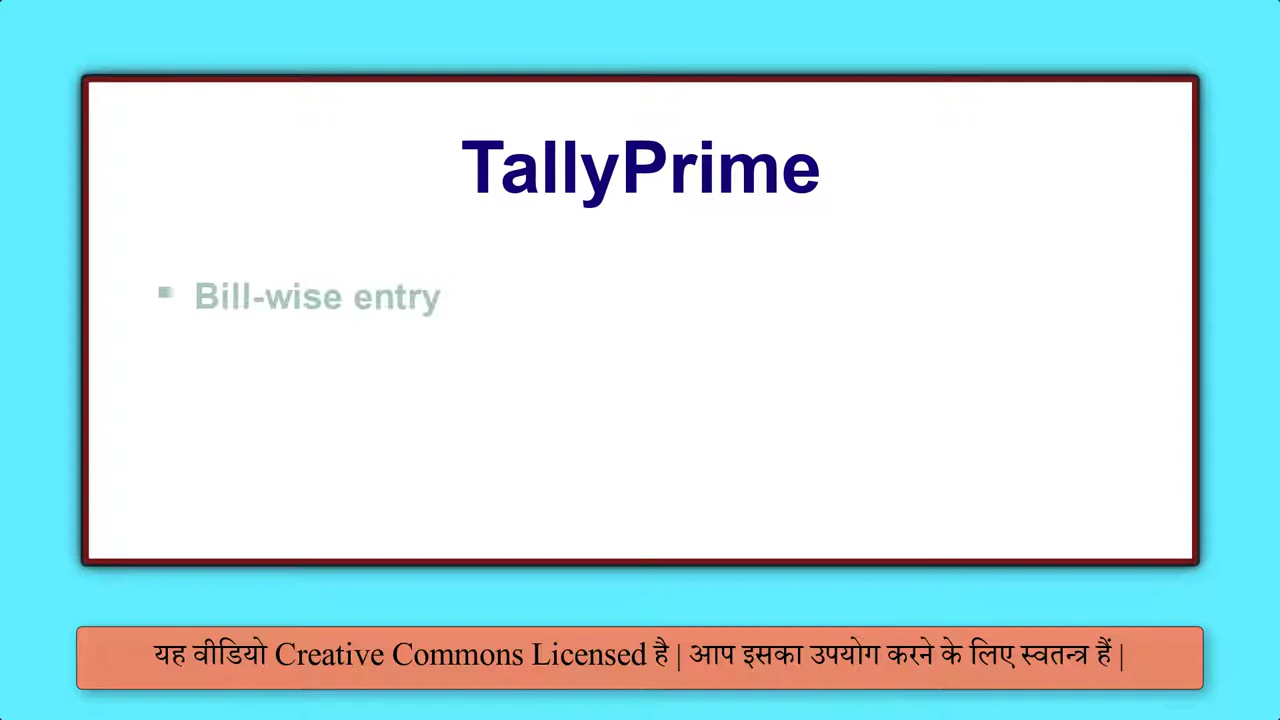 TallyPrime
▪ Bill-wise entry
यह वीडियो Creative Commons Licensed है | आप इसका उपयोग करने के लिए स्वतन्त्र हैं |